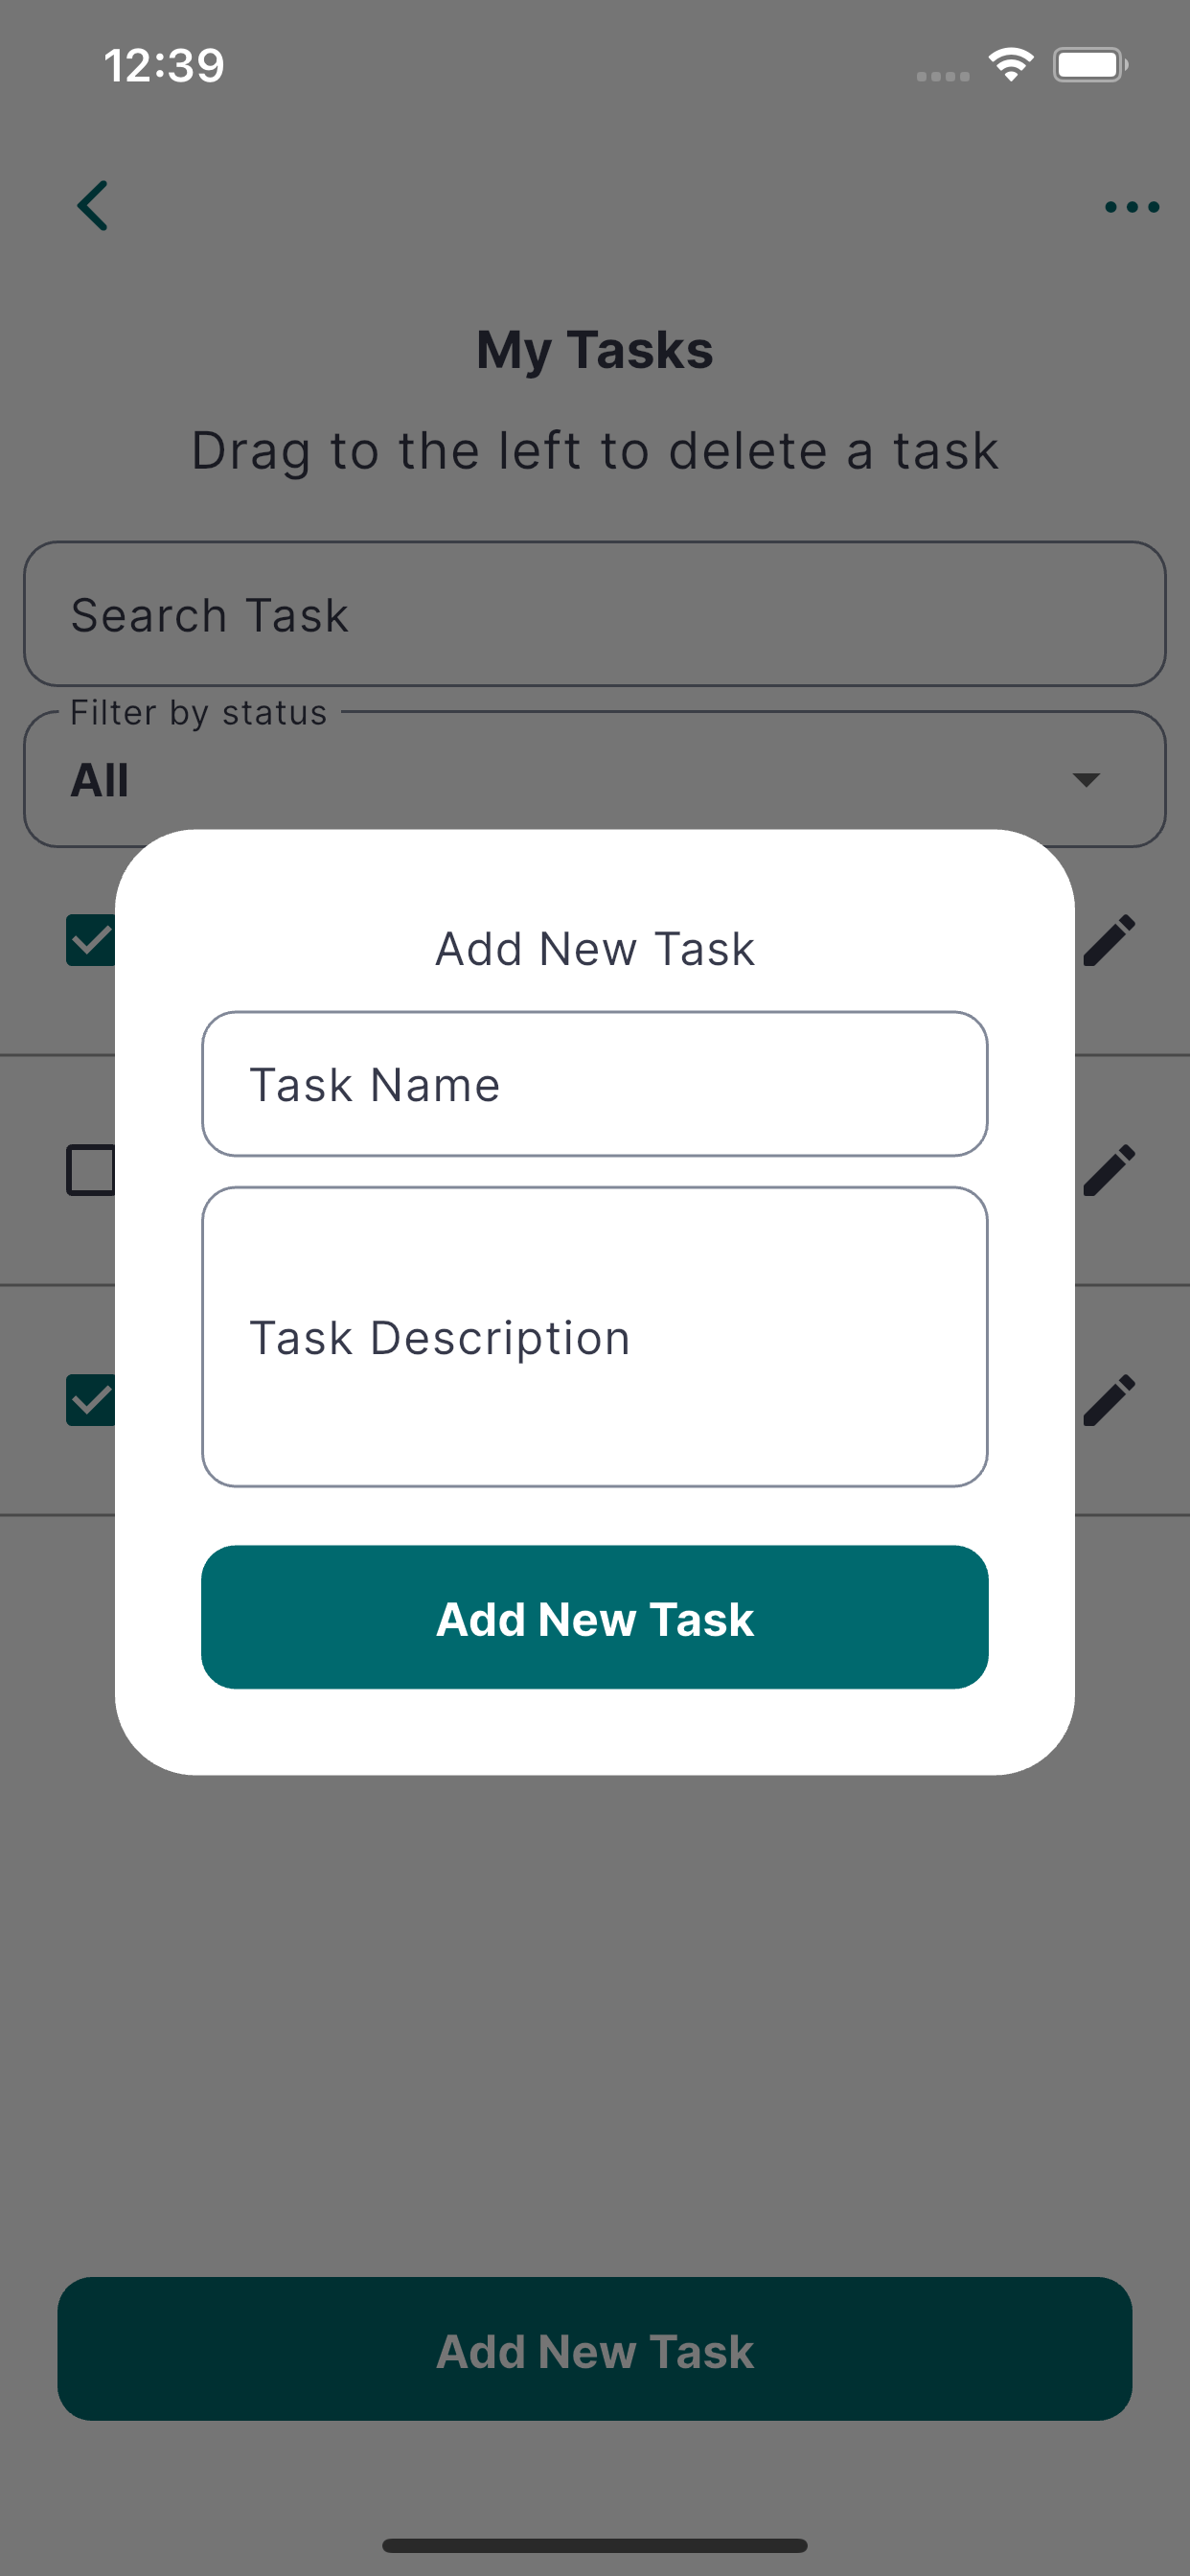 12:39
My Tasks
Drag to the left to delete a task
Search Task
Filter by status
All
Add New Task
Task Name
Task Description
Add New Task
Add New Task